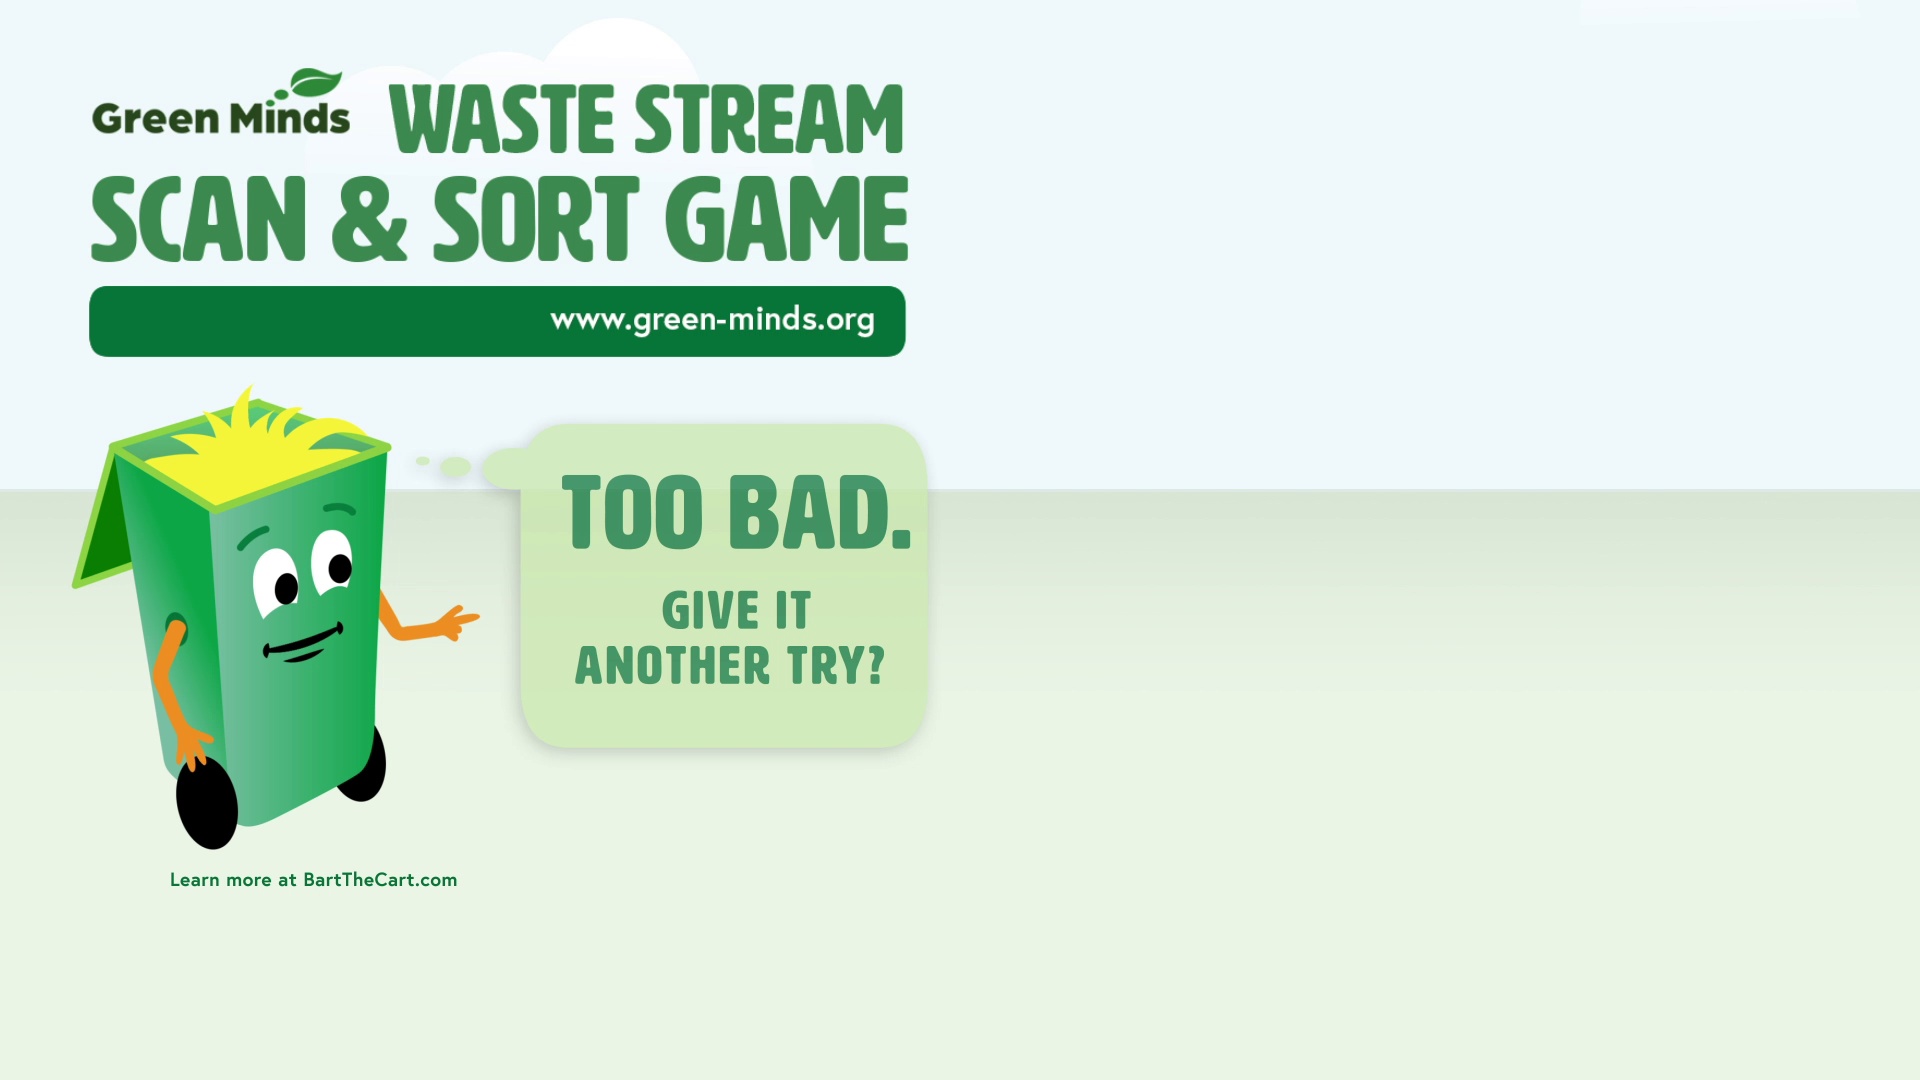 Green Minds WASTE STREAM
SCAN & SORT GAME
www.green-minds.org
TOO BAD.
GIVE IT
ANOTHER TRY?
Learn more at BartTheCart.com